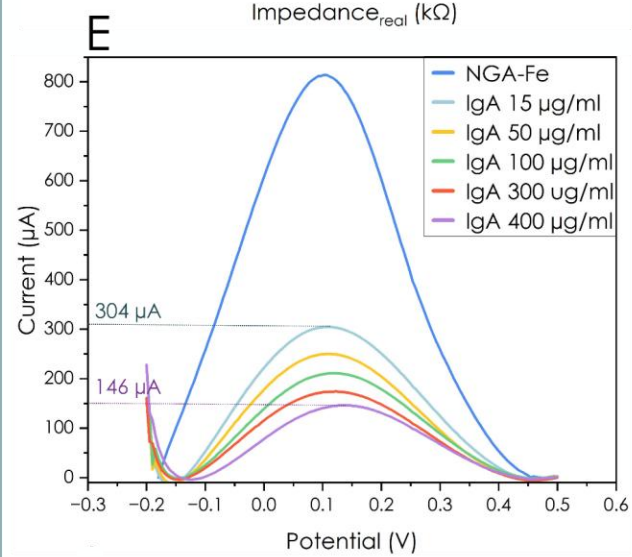 Impedancereal (kΩ)
E
NGA-Fe
IgA 15 µg/ml
IgA 50 µg/ml
IgA 100 µg/ml
IgA 300 ug/ml
IgA 400 µg/ml
800
700
600
500
400
300
200
100
0
304 µA
146 µA
Current (µA)
−0.3 −0.2 −0.1 0.0 0.1 0.2 0.3 0.4 0.5 0.6
Potential (V)